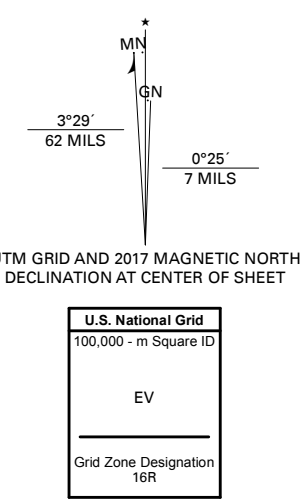 ★
MN
GN
3°29´
62 MILS
0°25´
7 MILS
UTM GRID AND 2017 MAGNETIC NORTH
DECLINATION AT CENTER OF SHEET
U.S. National Grid
100,000 - m Square ID
EV
Grid Zone Designation
16R